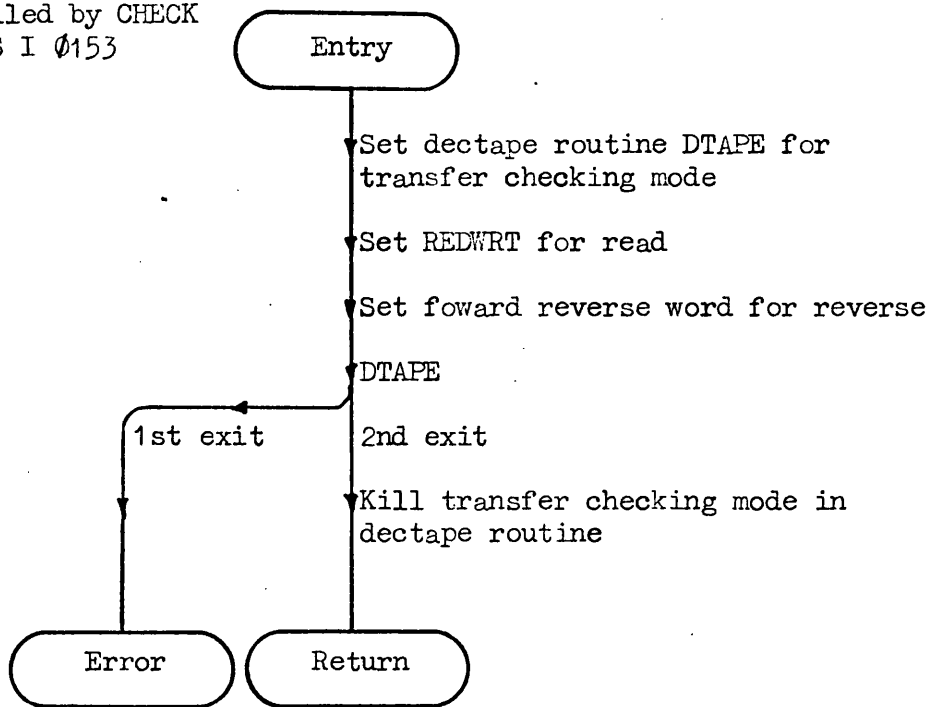 lled by CHECK
S I Ø153
Entry
Set dectape routine DTAPE for
transfer checking mode
Set REDWRT for read
Set foward reverse word for reverse
DTAPE
1st exit
2nd exit
Kill transfer checking mode in
dectape routine
Error
Return